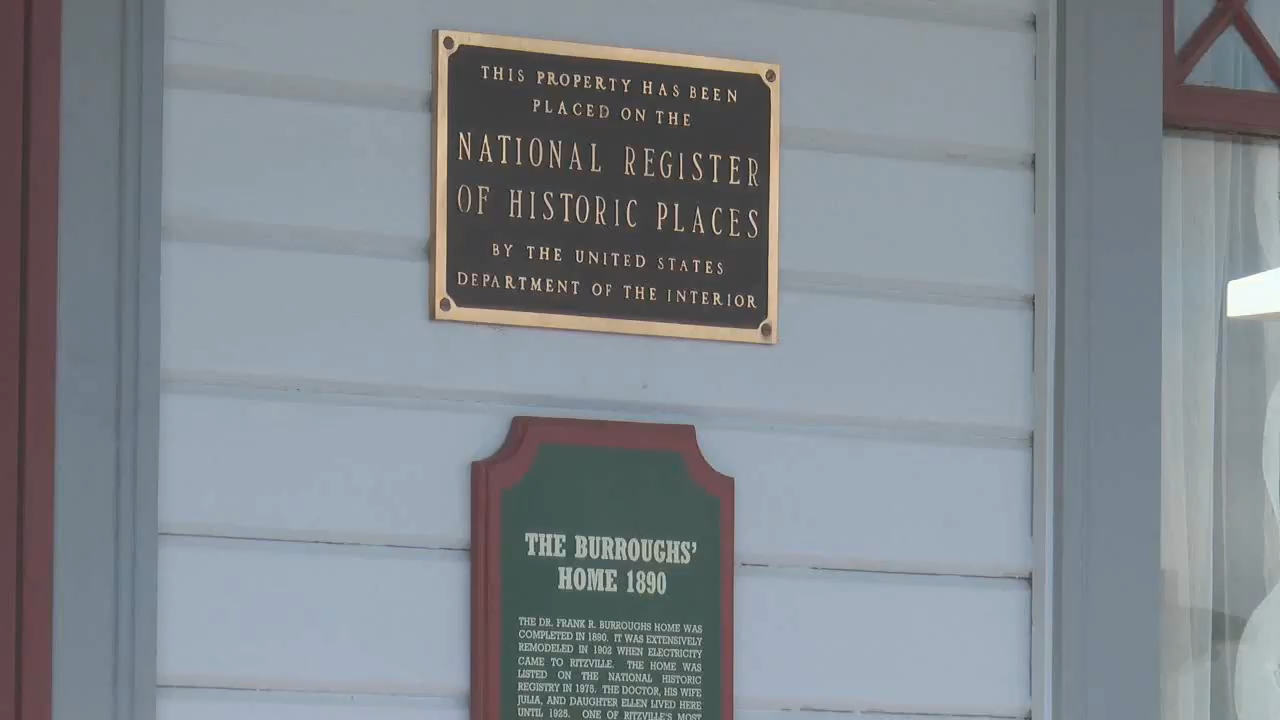 THIS PROPERTY HAS BEEN
PLACED ON THE
NATIONAL REGISTER
OF HISTORIC PLACES
BY THE UNITED STATES
DEPARTMENT OF THE INTERIOR
THE BURROUGHS'
HOME 1890
THE DR. FRANK R. BURROUGHS HOME WAS
COMPLETED IN 1890. IT WAS EXTENSIVELY
REMODELED IN 1902 WHEN ELECTRICITY
CAME TO RITZVILLE. THE HOME WAS
LISTED ON THE NATIONAL HISTORIC
REGISTRY IN 1975. THE DOCTOR, HIS WIFE
JULIA, AND DAUGHTER ELLEN LIVED HERE
UNTIL 1925. ONE OF RITZVILLE'S MOST